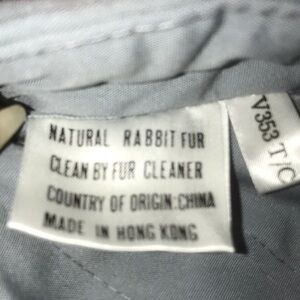 NATURAL RABBIT FUR
CLEAN BY FUR CLEANER
COUNTRY OF ORIGIN:CHINA
MADE IN HONG KONG
V353 T/C